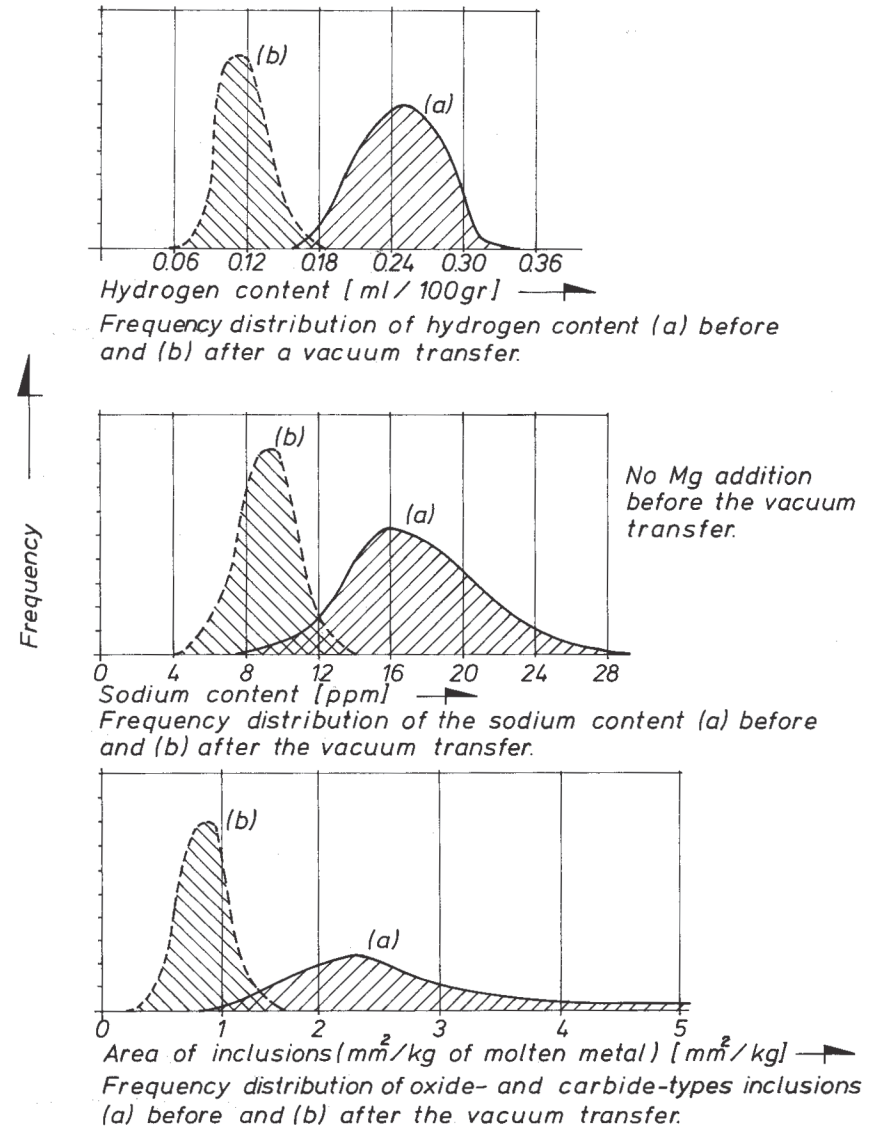 (b)
(a)
0.06 0.12 0.18 0.24 0.30 0.36
Hydrogen content [ml/100gr]
Frequency distribution of hydrogen content (a) before
and (b) after a vacuum transfer.
Frequency
(b)
(a)
No Mg addition
before the vacuum
transfer.
0 4 8 12 16 20 24 28
Sodium content [ppm]
Frequency distribution of the sodium content (a) before
and (b) after the vacuum transfer.
(b)
(a)
0 1 2 3 4 5
Area of inclusions (mm²/kg of molten metal) [mm²/kg]
Frequency distribution of oxide- and carbide-types inclusions
(a) before and (b) after the vacuum transfer.